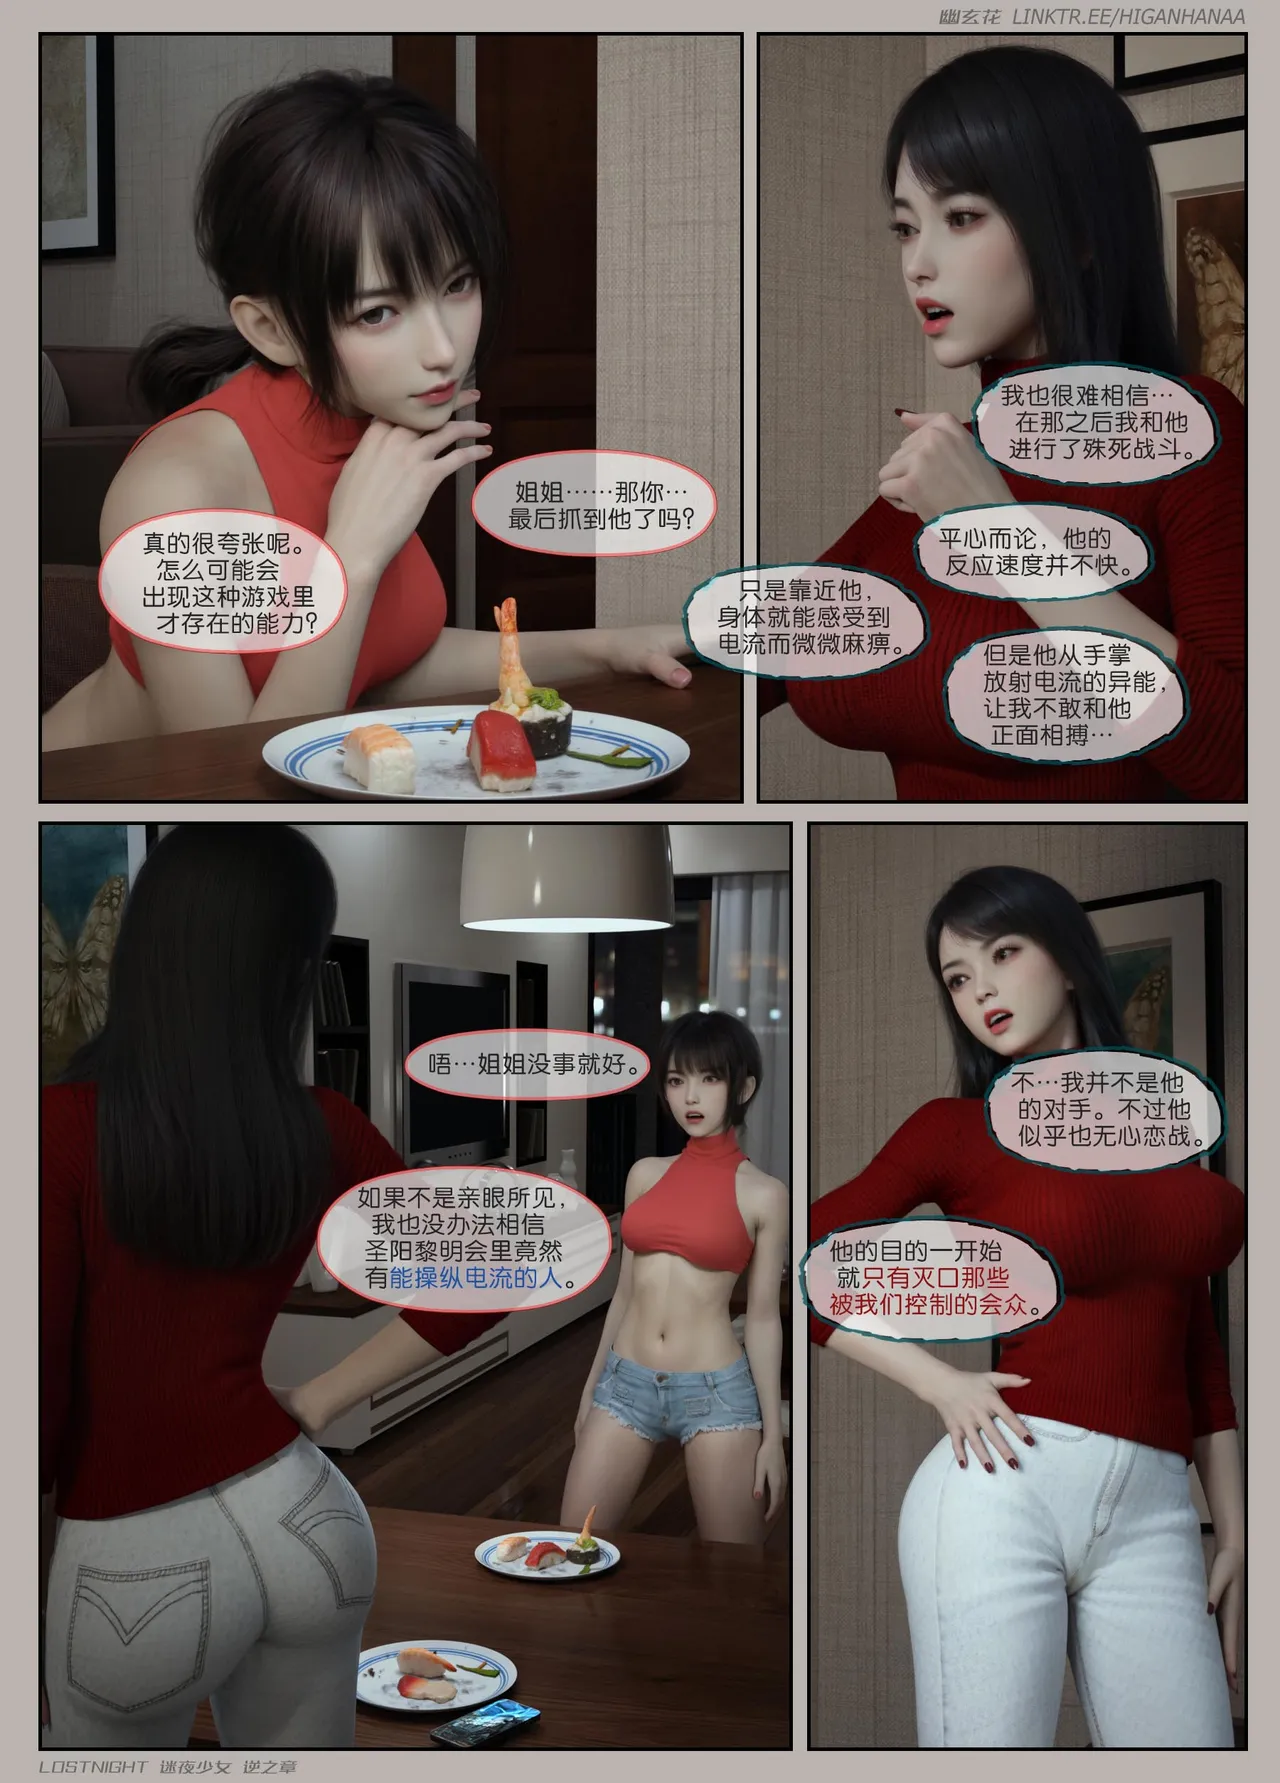 幽玄花 LINKTR.EE/HIGANHANAA
真的很夸张呢。
怎么可能会
出现这种游戏里
才存在的能力?
姐姐……那你…
最后抓到他了吗?
我也很难相信…
在那之后我和他
进行了殊死战斗。
平心而论，他的
反应速度并不快。
只是靠近他，
身体就能感受到
电流而微微麻痹。
但是他从手掌
放射电流的异能，
让我不敢和他
正面相搏…
唔…姐姐没事就好。
如果不是亲眼所见，
我也没办法相信
圣阳黎明会里竟然
有能操纵电流的人。
不…我并不是他
的对手。不过他
似乎也无心恋战。
他的目的一开始
就只有灭口那些
被我们控制的会众。
LOSTNIGHT 迷夜少女 逆之章